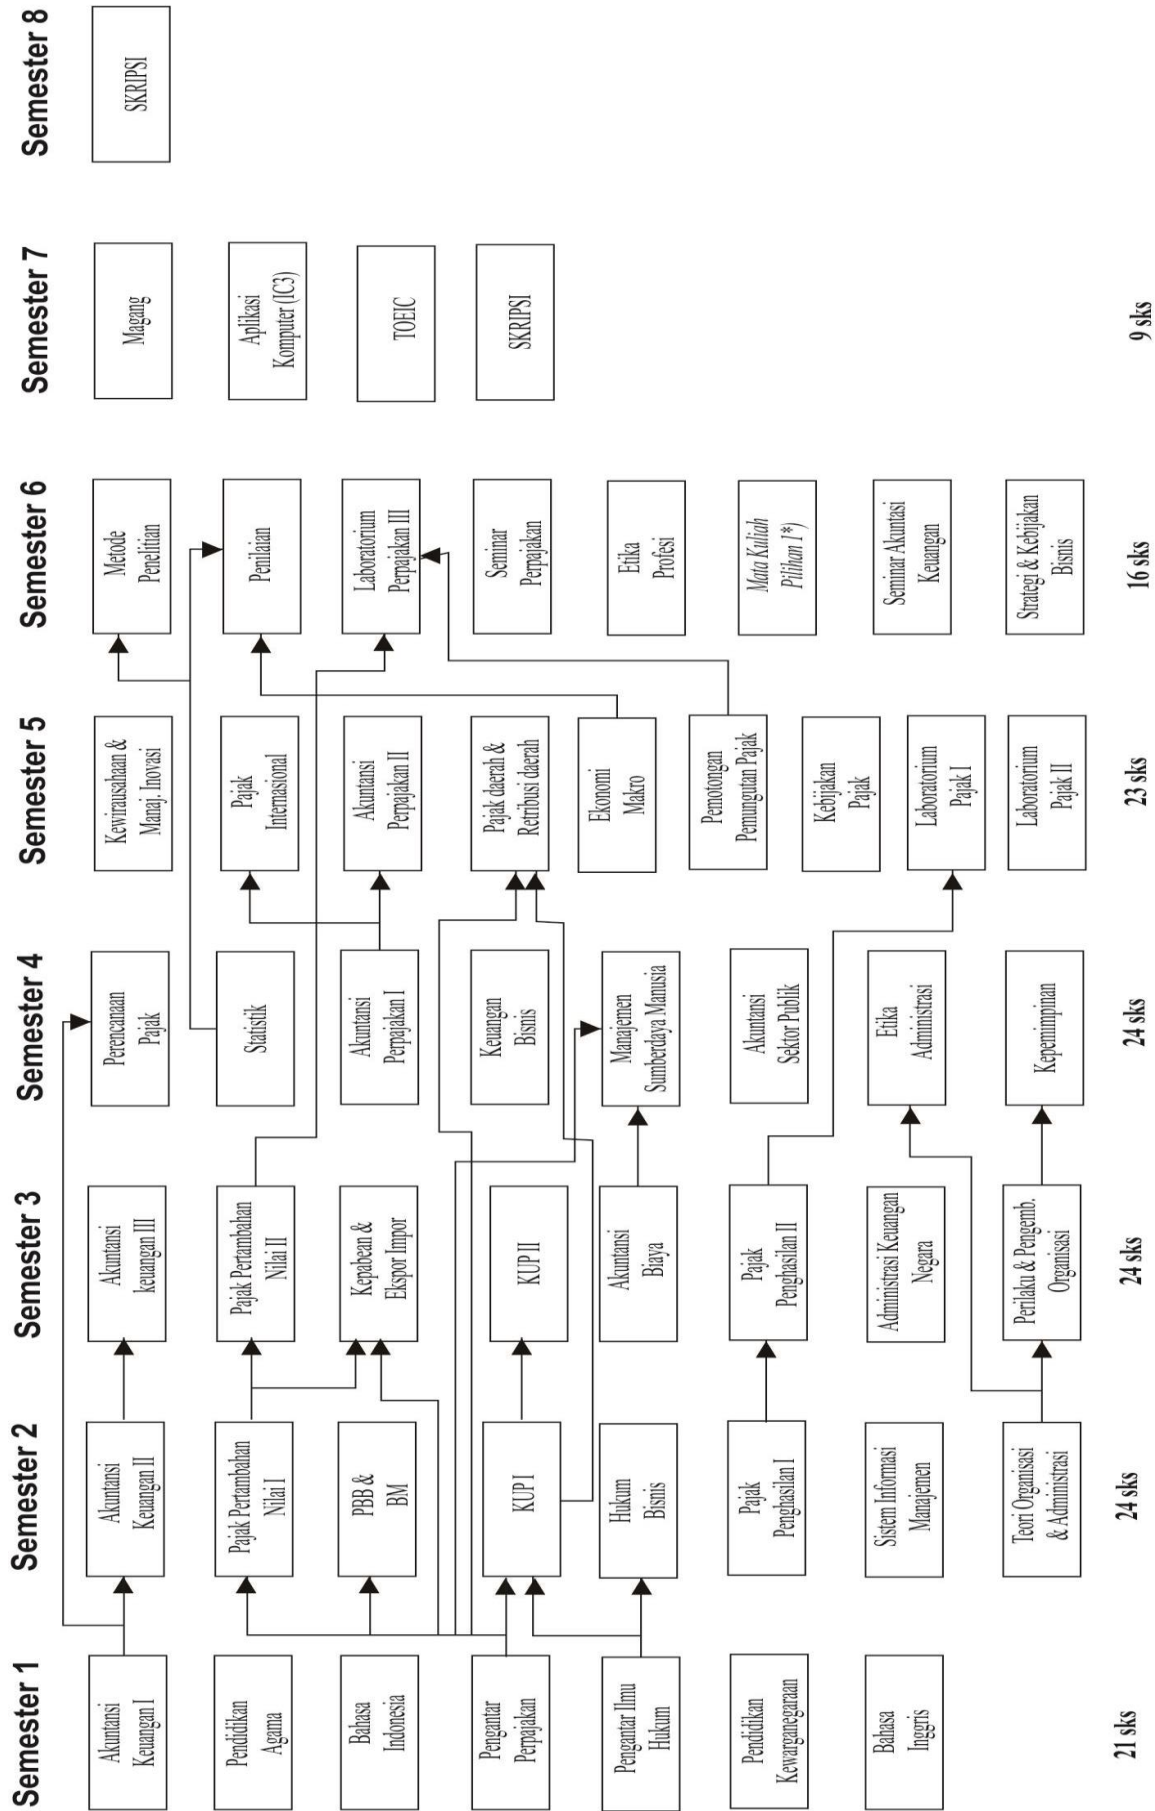 Semester 1
Akuntansi
Keuangan I
Pendidikan
Agama
Bahasa
Indonesia
Pengantar
Perpajakan
Pengantar Ilmu
Hukum
Pendidikan
Kewarganegaraan
Bahasa
Inggris
21 sks
Semester 2
Akuntansi
Keuangan II
Pajak Pertambahan
Nilai I
PBB &
BM
KUP I
Hukum
Bisnis
Pajak
Penghasilan I
Sistem Informasi
Manajemen
Teori Organisasi
& Administrasi
24 sks
Semester 3
Akuntansi
keuangan III
Pajak Pertambahan
Nilai II
Kepabean &
Ekspor Impor
KUP II
Akuntansi
Biaya
Pajak
Penghasilan II
Administrasi Keuangan
Negara
Perilaku & Pengemb.
Organisasi
24 sks
Semester 4
Perencanaan
Pajak
Statistik
Akuntansi
Perpajakan I
Keuangan
Bisnis
Manajemen
Sumberdaya Manusia
Akuntansi
Sektor Publik
Etika
Administrasi
Kepemimpinan
24 sks
Semester 5
Kewirausahaan &
Manaj. Inovasi
Pajak
Internasional
Akuntansi
Perpajakan II
Pajak daerah &
Retribusi daerah
Ekonomi
Makro
Pemotongan
Pemungutan Pajak
Kebijakan
Pajak
Laboratorium
Pajak I
Laboratorium
Pajak II
23 sks
Semester 6
Metode
Penelitian
Penilaian
Laboratorium
Perpajakan III
Seminar
Perpajakan
Etika
Profesi
Mata Kuliah
Pilihan 1*)
Seminar Akuntasi
Keuangan
Strategi & Kebijakan
Bisnis
16 sks
Semester 7
Magang
Aplikasi
Komputer (IC3)
TOEIC
SKRIPSI
9 sks
Semester 8
SKRIPSI